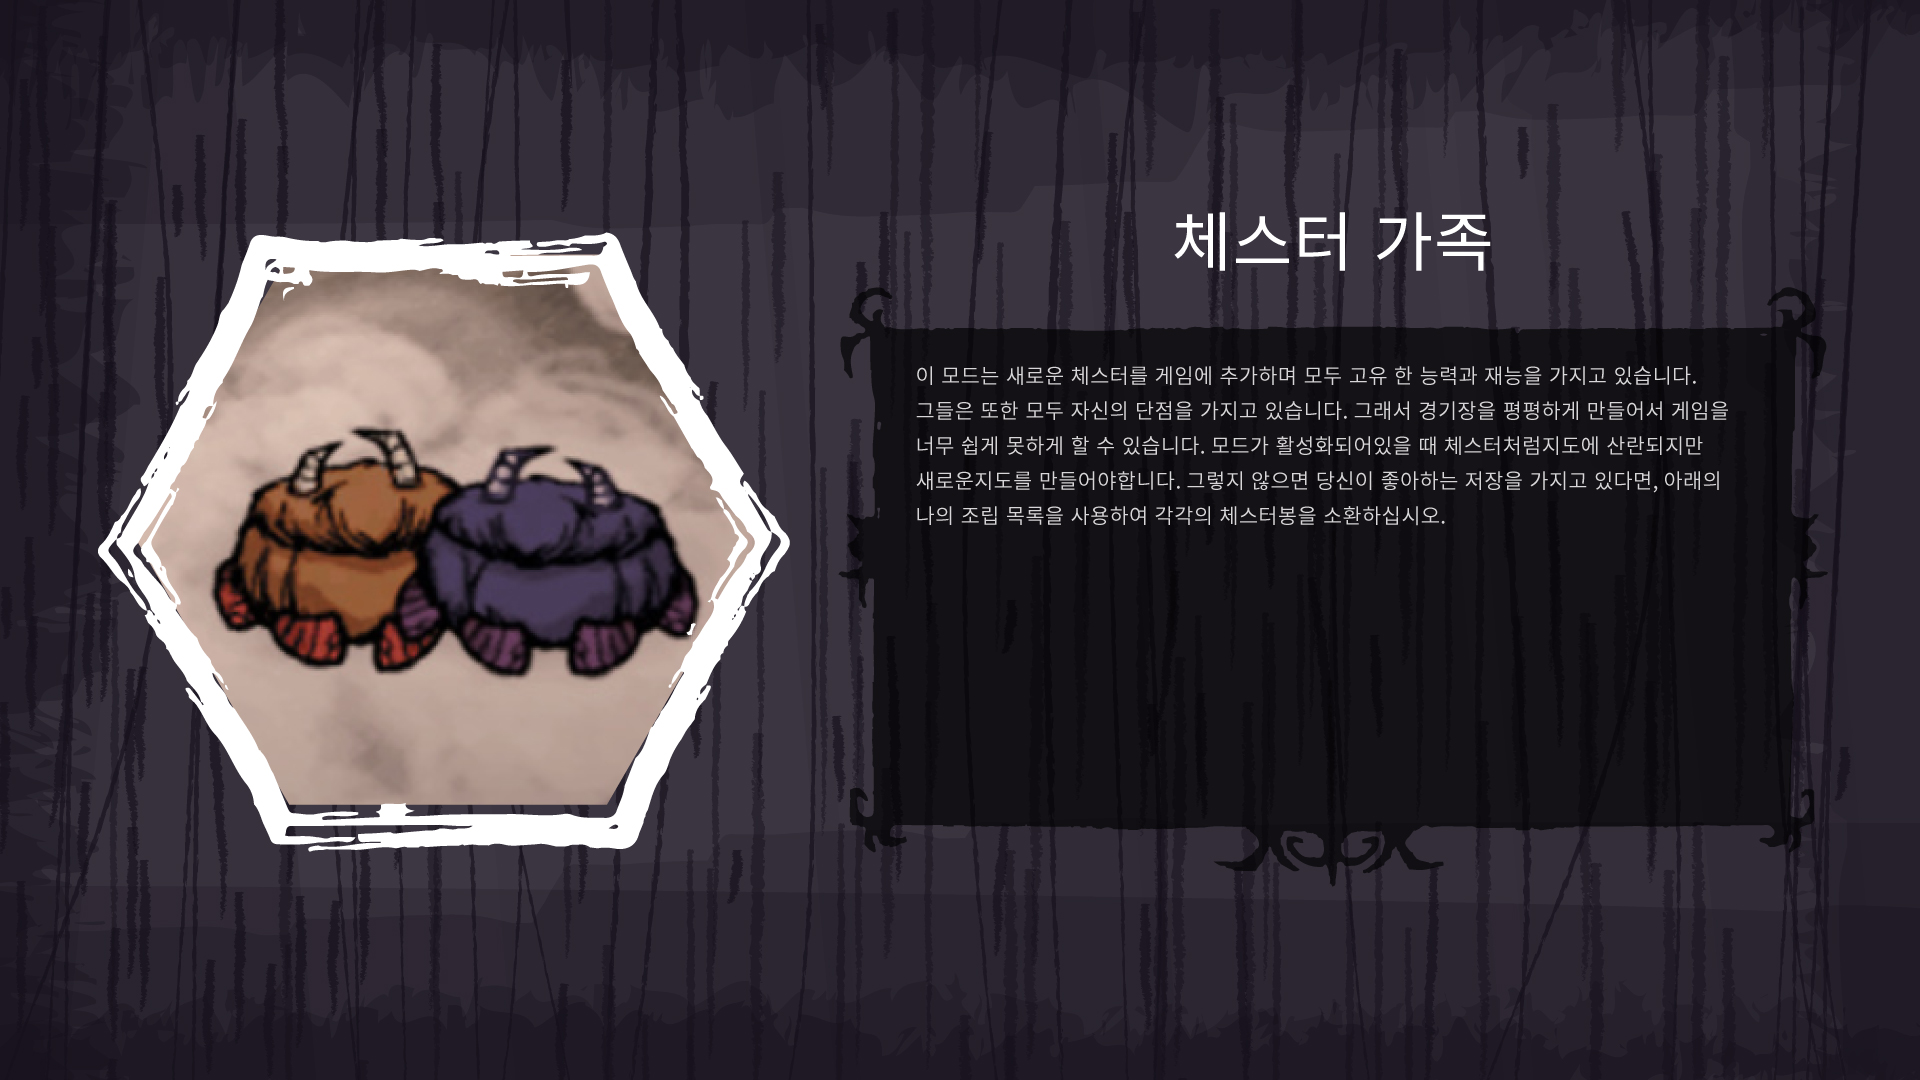 체스터 가족
이 모드는 새로운 체스터를 게임에 추가하며 모두 고유 한 능력과 재능을 가지고 있습니다.
그들은 또한 모두 자신의 단점을 가지고 있습니다. 그래서 경기장을 평평하게 만들어서 게임을
너무 쉽게 못하게 할 수 있습니다. 모드가 활성화되어있을 때 체스터처럼지도에 산란되지만
새로운지도를 만들어야합니다. 그렇지 않으면 당신이 좋아하는 저장을 가지고 있다면, 아래의
나의 조립 목록을 사용하여 각각의 체스터봉을 소환하십시오.